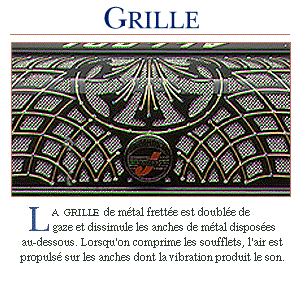 GRILLE
LA GRILLE de métal frettée est doublée de
gaze et dissimule les anches de métal disposées
au-dessous. Lorsqu'on comprime les soufflets, l'air est
propulsé sur les anches dont la vibration produit le son.